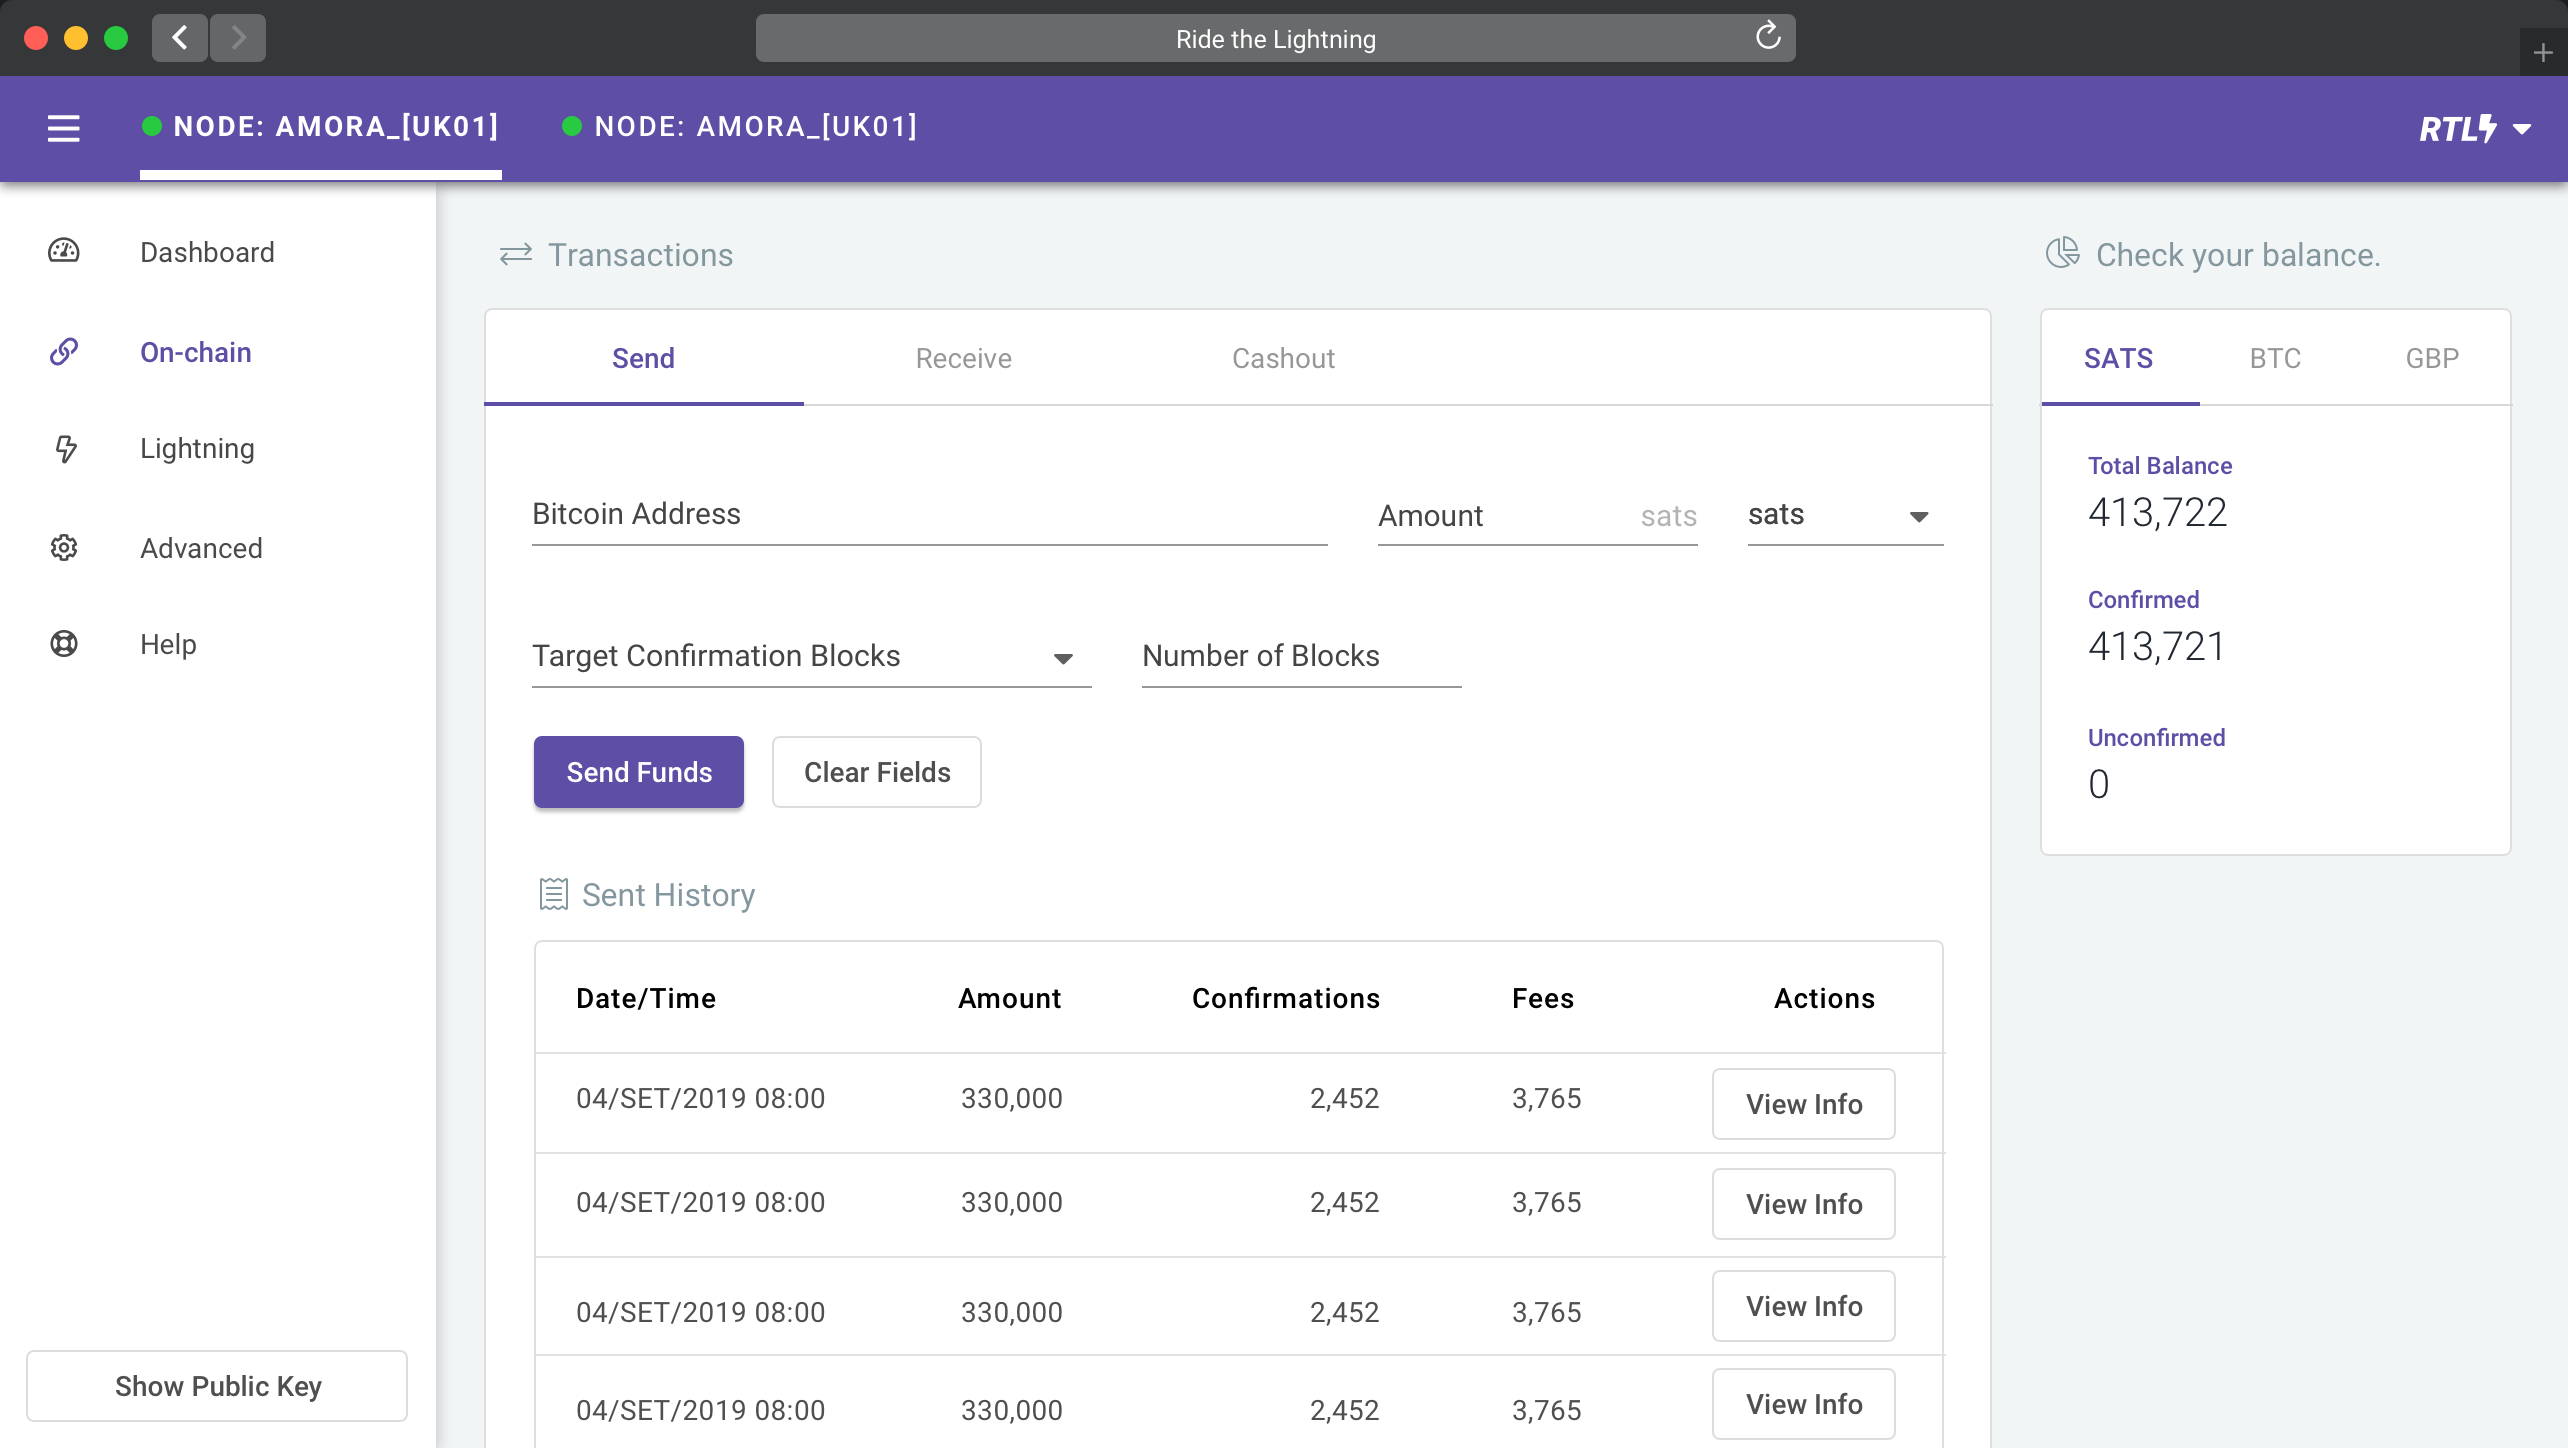 Ride the Lightning
NODE: AMORA_[UK01]
NODE: AMORA_[UK01]
RTL
Dashboard
On-chain
Lightning
Advanced
Help
Show Public Key
Transactions
Send
Receive
Cashout
Bitcoin Address
Amount
sats
sats
Target Confirmation Blocks
Number of Blocks
Send Funds
Clear Fields
Sent History
Date/Time Amount Confirmations Fees Actions
04/SET/2019 08:00 330,000 2,452 3,765 View Info
04/SET/2019 08:00 330,000 2,452 3,765 View Info
04/SET/2019 08:00 330,000 2,452 3,765 View Info
04/SET/2019 08:00 330,000 2,452 3,765 View Info
Check your balance.
SATS
BTC
GBP
Total Balance
413,722
Confirmed
413,721
Unconfirmed
0